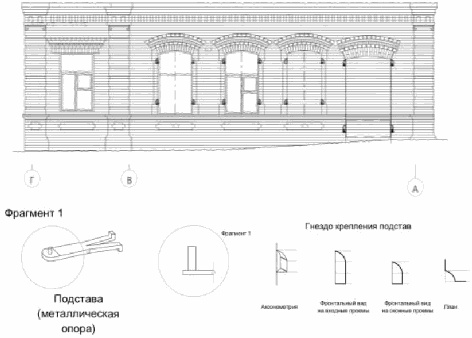 Г
В
А
Фрагмент 1
Фрагмент 1
Гнездо крепления подстав
Подстава
(металлическая
опора)
Аксонометрия
Фронтальный вид
на входные проемы
Фронтальный вид
на оконные проемы
План